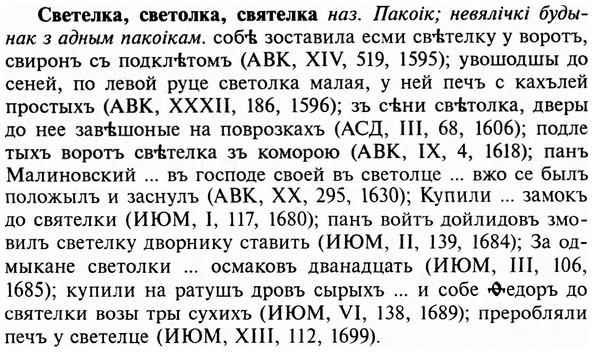 Светелка, светолка, святелка наз. Пакоік; невялічкі буды-
нак з адным пакоікам. собѣ зоставила есми свѣтелку у воротъ,
свиронъ съ подклѣтомъ (АВК, XIV, 519, 1595); увошодшы до
сеней, по левой руце светолка малая, у ней печъ с кахълей
простыхъ (АВК, XXXII, 186, 1596); зъ сѣни свѣтолка, дверы
до нее завѣшоные на поврозкахъ (АСД, III, 68, 1606); подле
тыхъ воротъ свѣтелка зъ коморою (АВК, IX, 4, 1618); панъ
Малиновский ... въ господе своей въ светолце ... вжо се былъ
положылъ и заснулъ (АВК, XX, 295, 1630); Купили ... замокъ
до святелки (ИЮМ, I, 117, 1680); панъ войтъ дойлидовъ змо-
вилъ светелку дворнику ставить (ИЮМ, II, 139, 1684); За од-
мыкане светолки ... осмаковъ дванадцать (ИЮМ, III, 106,
1685); купили на ратушъ дровъ сырыхъ ... и собе Ѳедоръ до
святелки возы тры сухихъ (ИЮМ, VI, 138, 1689); преробляли
печъ у светелце (ИЮМ, XIII, 112, 1699).